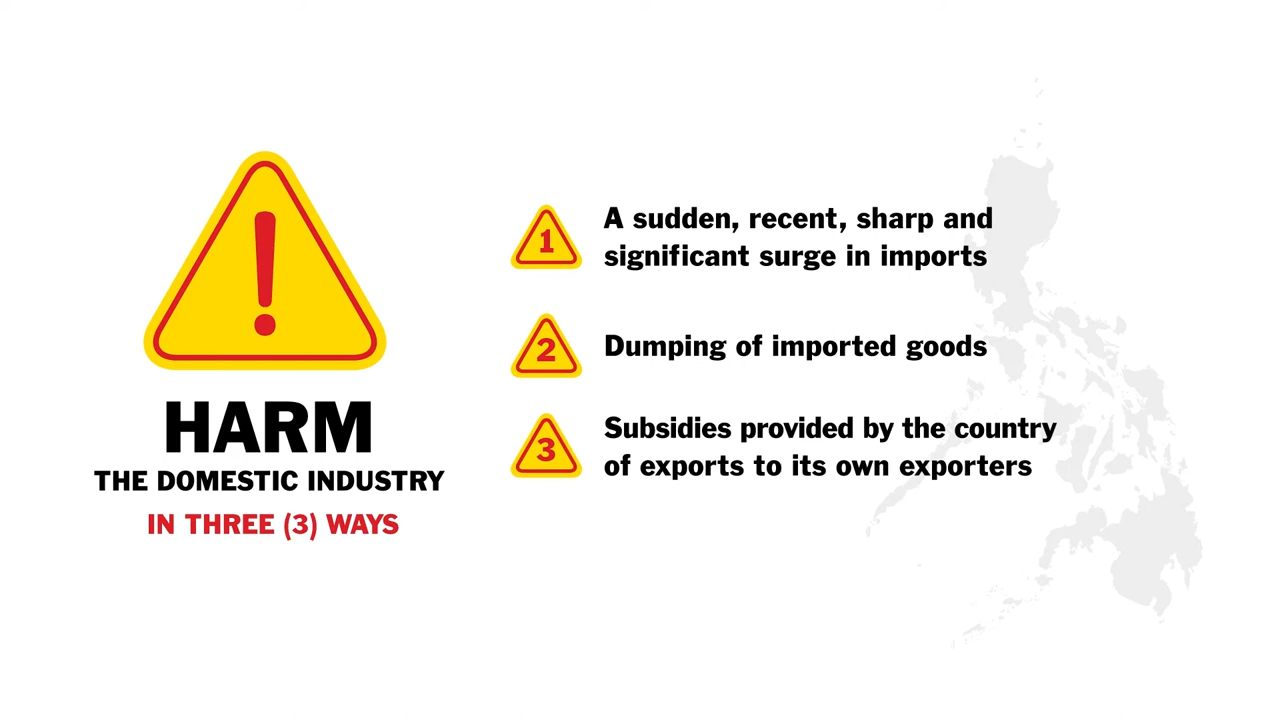 !
HARM
THE DOMESTIC INDUSTRY
IN THREE (3) WAYS
1
A sudden, recent, sharp and
significant surge in imports
2
Dumping of imported goods
3
Subsidies provided by the country
of exports to its own exporters